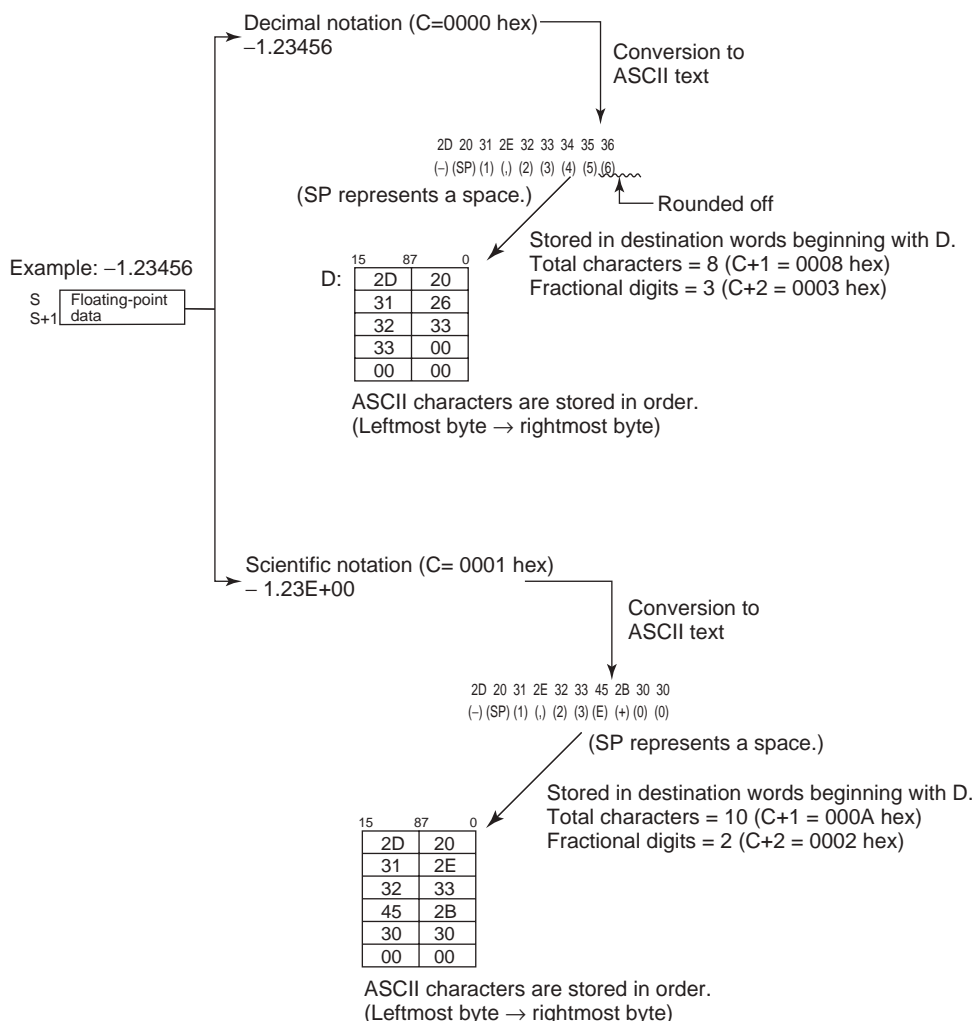 Decimal notation (C=0000 hex)
−1.23456
Conversion to
ASCII text
2D 20 31 2E 32 33 34 35 36
(−) (SP) (1) (,) (2) (3) (4) (5) (6)
(SP represents a space.)
Rounded off
Stored in destination words beginning with D.
Total characters = 8 (C+1 = 0008 hex)
Fractional digits = 3 (C+2 = 0003 hex)
Example: −1.23456
S
S+1
Floating-point
data
15 87 0
D:
2D 20
31 26
32 33
33 00
00 00
ASCII characters are stored in order.
(Leftmost byte → rightmost byte)
Scientific notation (C= 0001 hex)
− 1.23E+00
Conversion to
ASCII text
2D 20 31 2E 32 33 45 2B 30 30
(−) (SP) (1) (,) (2) (3) (E) (+) (0) (0)
(SP represents a space.)
Stored in destination words beginning with D.
Total characters = 10 (C+1 = 000A hex)
Fractional digits = 2 (C+2 = 0002 hex)
15 87 0
2D 20
31 2E
32 33
45 2B
30 30
00 00
ASCII characters are stored in order.
(Leftmost byte → rightmost byte)